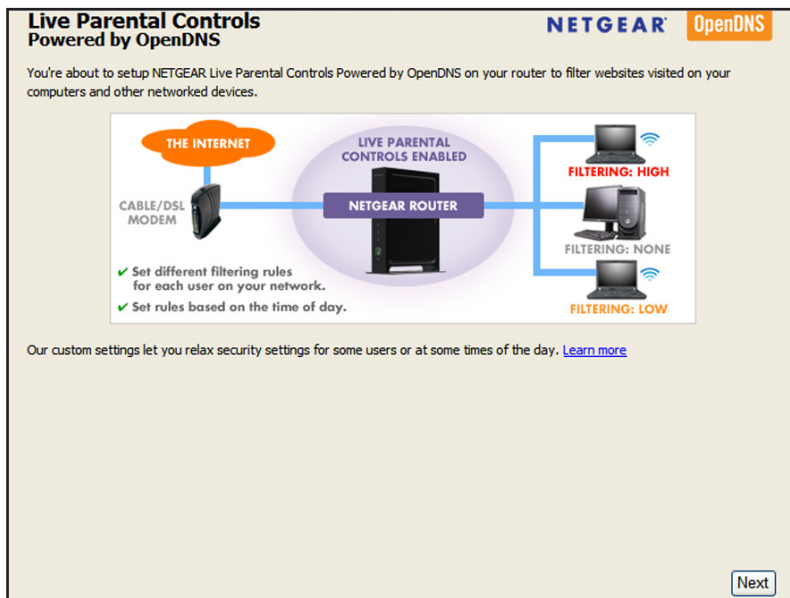 Live Parental Controls
Powered by OpenDNS
NETGEAR
OpenDNS
You're about to setup NETGEAR Live Parental Controls Powered by OpenDNS on your router to filter websites visited on your
computers and other networked devices.
THE INTERNET
CABLE/DSL
MODEM
LIVE PARENTAL
CONTROLS ENABLED
NETGEAR ROUTER
FILTERING: HIGH
FILTERING: NONE
FILTERING: LOW
✔ Set different filtering rules
for each user on your network.
✔ Set rules based on the time of day.
Our custom settings let you relax security settings for some users or at some times of the day. Learn more
Next